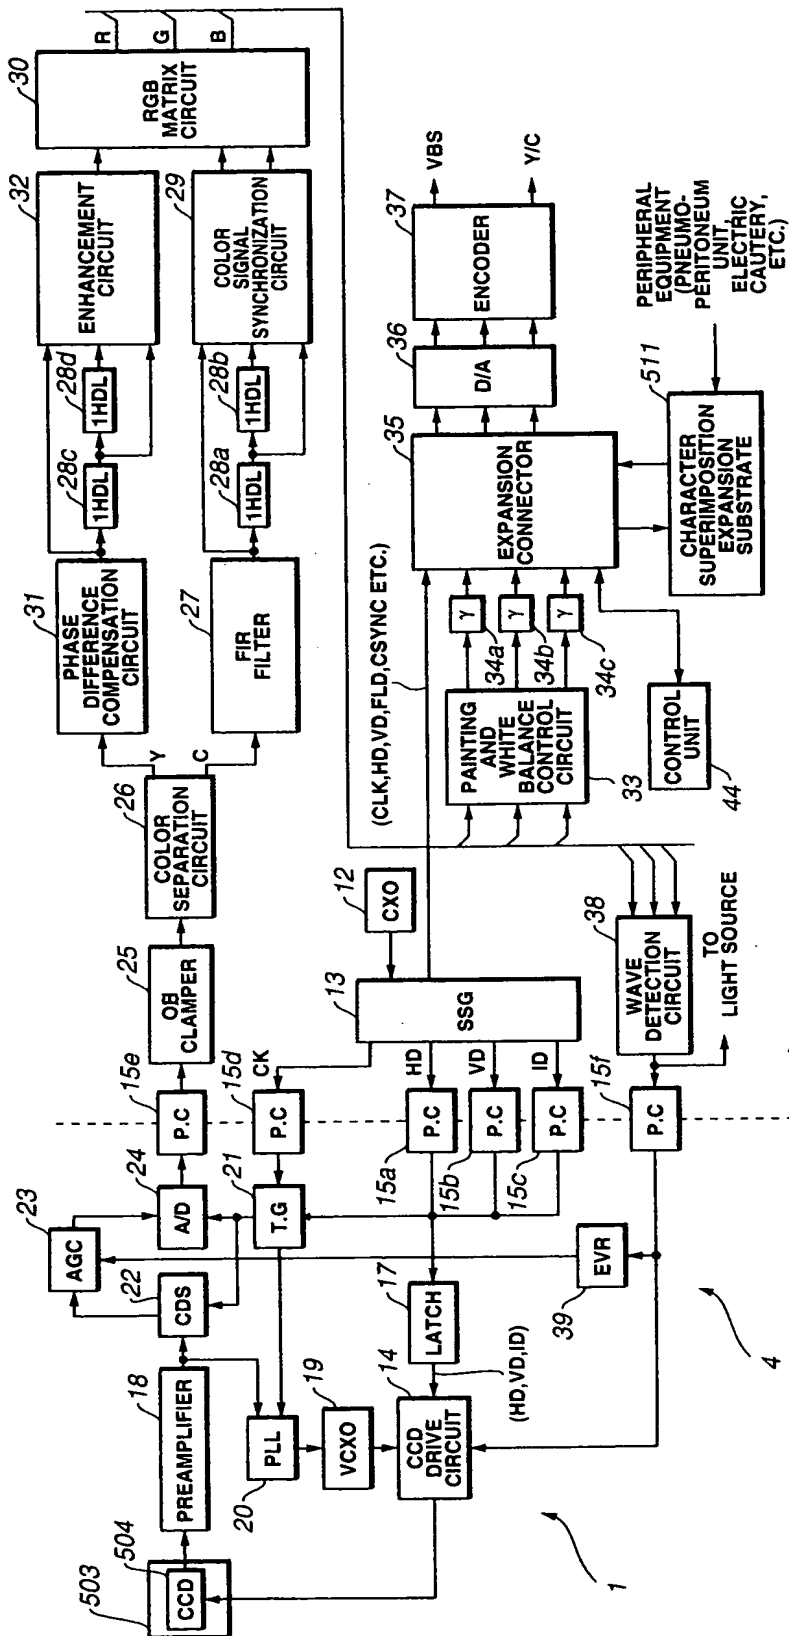 503
504
CCD
18
PREAMPLIFIER
22
CDS
23
AGC
24
A/D
15e
P.C
25
OB
CLAMPER
26
COLOR
SEPARATION
CIRCUIT
Y
C
31
PHASE
DIFFERENCE
COMPENSATION
CIRCUIT
27
FIR
FILTER
28c
1HDL
28d
1HDL
28a
1HDL
28b
1HDL
32
ENHANCEMENT
CIRCUIT
29
COLOR
SIGNAL
SYNCHRONIZATION
CIRCUIT
30
RGB
MATRIX
CIRCUIT
R
G
B
20
PLL
19
VCXO
14
CCD
DRIVE
CIRCUIT
17
LATCH
(HD,VD,ID)
21
T.G
15d
P.C
CK
15a
P.C
HD
15b
P.C
VD
15c
P.C
ID
13
SSG
12
CXO
(CLK,HD,VD,FLD,CSYNC ETC.)
39
EVR
15f
P.C
38
WAVE
DETECTION
CIRCUIT
TO
LIGHT SOURCE
33
PAINTING
AND
WHITE
BALANCE
CONTROL
CIRCUIT
34a
γ
34b
γ
34c
γ
44
CONTROL
UNIT
35
EXPANSION
CONNECTOR
36
D/A
37
ENCODER
VBS
Y/C
511
CHARACTER
SUPERIMPOSITION
EXPANSION
SUBSTRATE
PERIPHERAL
EQUIPMENT
(PNEUMO-
PERITONEUM
UNIT,
ELECTRIC
CAUTERY,
ETC.)
1
4